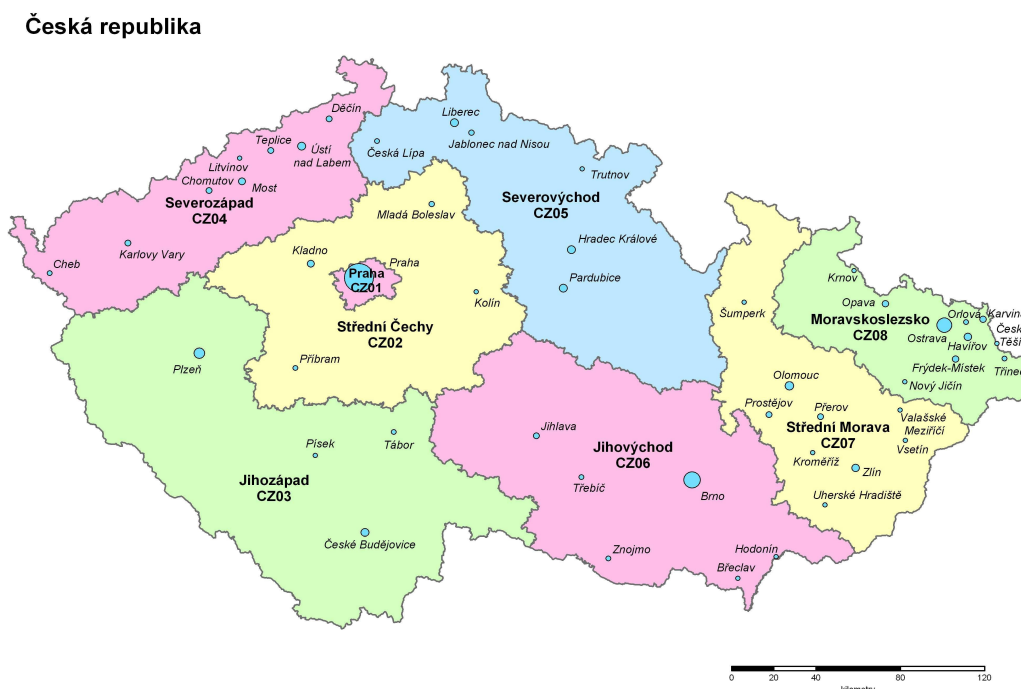 Česká republika
Děčín
Liberec
Teplice
Ústí
nad Labem
Jablonec nad Nisou
Česká Lípa
Litvínov
Chomutov
Most
Trutnov
Severozápad
CZ04
Severovýchod
CZ05
Mladá Boleslav
Karlovy Vary
Cheb
Kladno
Praha
Praha
CZ01
Hradec Králové
Pardubice
Kolín
Střední Čechy
CZ02
Příbram
Plzeň
Krnov
Opava
Šumperk
Moravskoslezsko
CZ08
Orlová
Karvin
Ostrava
Havířov
Česk
Těší
Frýdek-Místek
Třinec
Nový Jičín
Olomouc
Prostějov
Přerov
Valašské
Meziříčí
Střední Morava
CZ07
Vsetín
Kroměříž
Zlín
Uherské Hradiště
Písek
Tábor
Jihlava
Jihovýchod
CZ06
Jihozápad
CZ03
Třebíč
Brno
České Budějovice
Znojmo
Hodonín
Břeclav
0 20 40 80 120